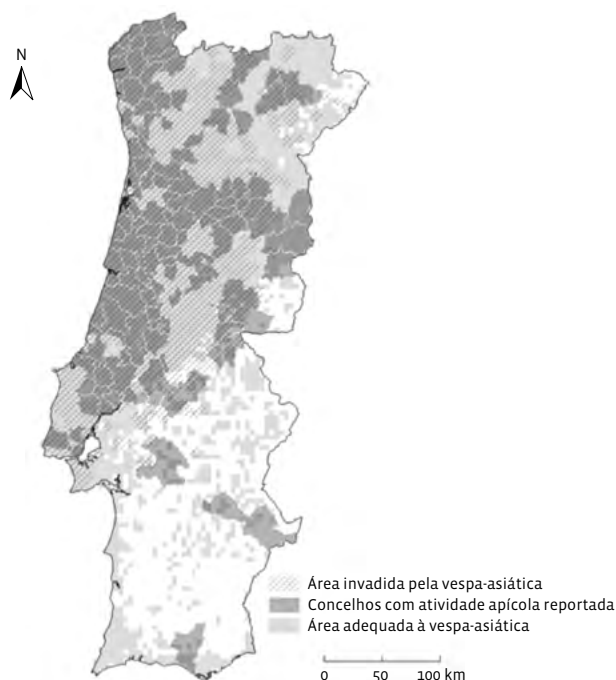 N
Área invadida pela vespa-asiática
Concelhos com atividade apícola reportada
Área adequada à vespa-asiática
0 50 100 km